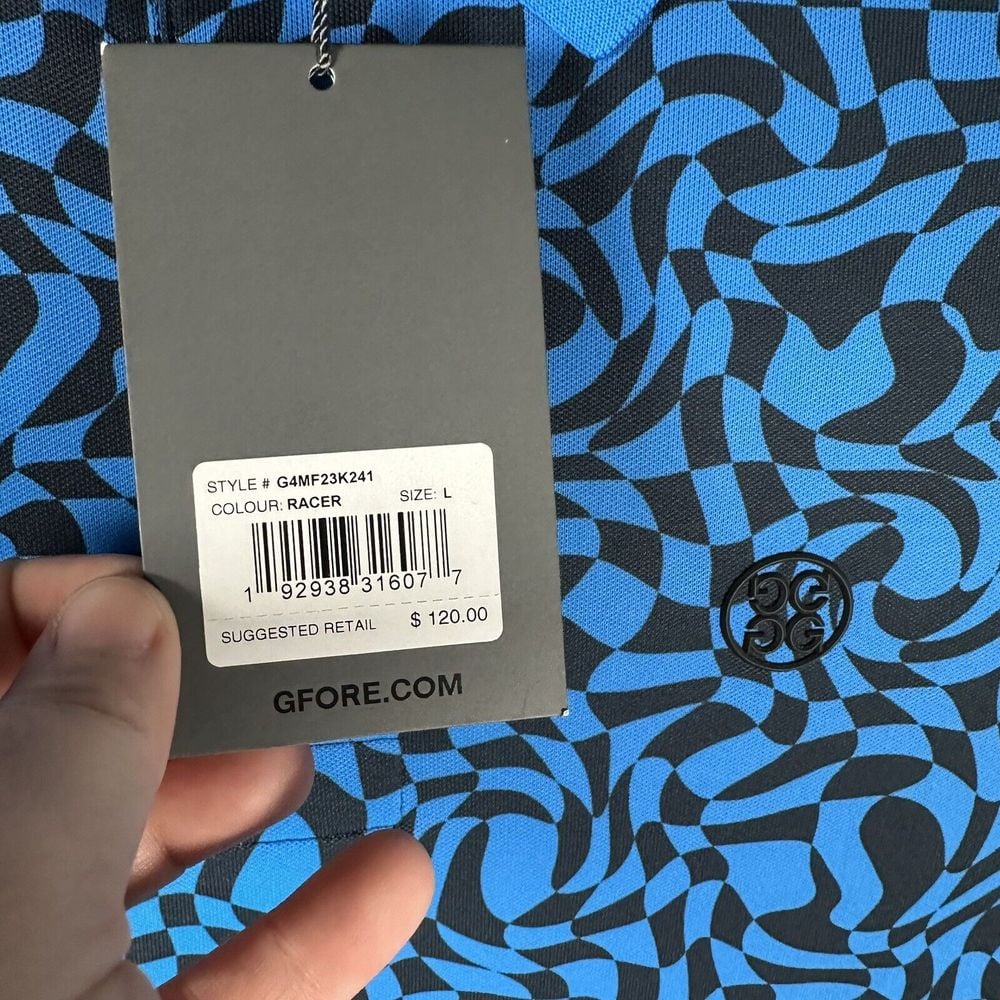 STYLE # G4MF23K241
COLOUR: RACER SIZE: L
1 92938 31607 7
SUGGESTED RETAIL $ 120.00
GFORE.COM